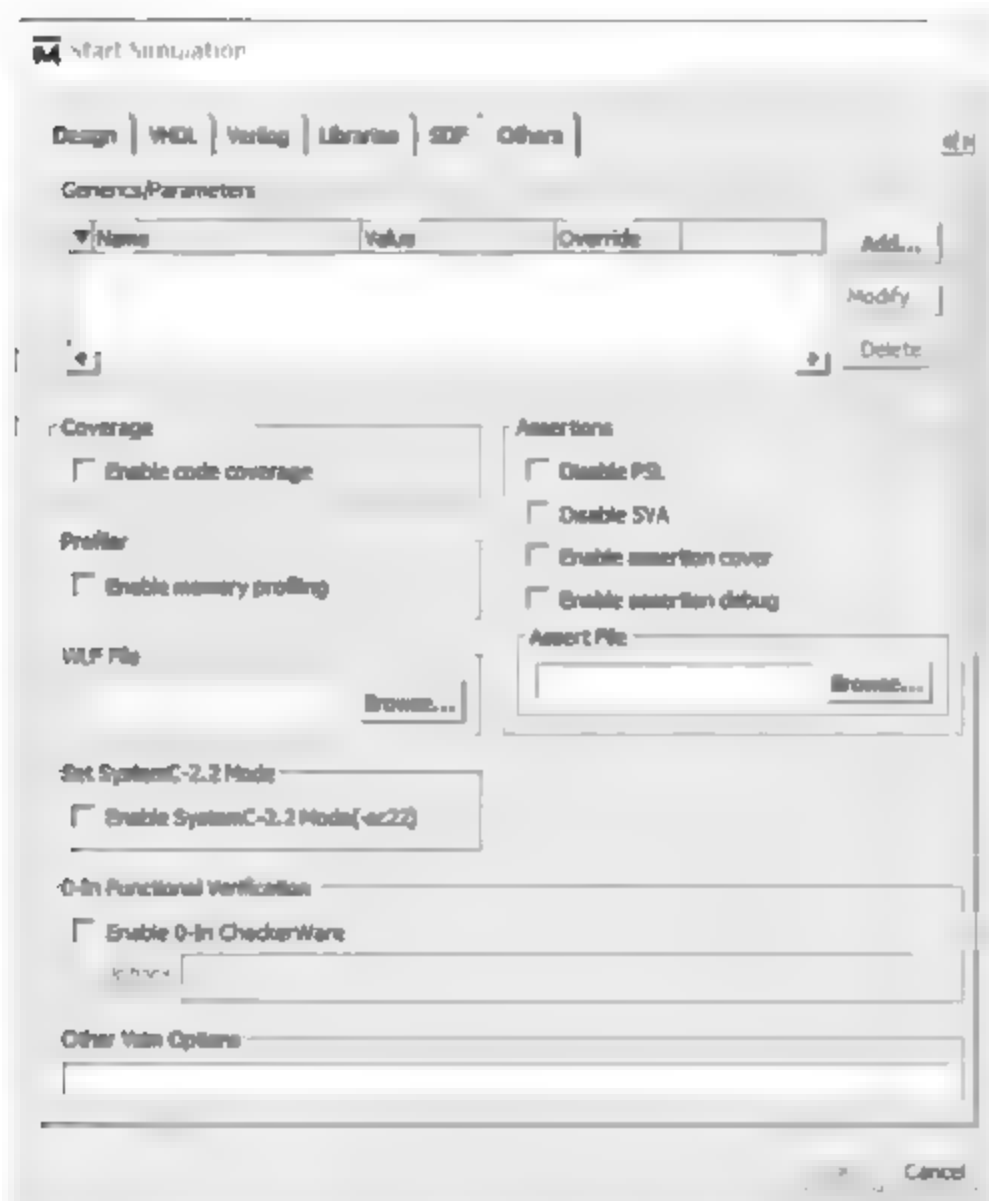 Start Simulation
Design VHDL Verilog Libraries SDF Others
Generics/Parameters
Name Value Override
Add...
Modify
Delete
Coverage
Enable code coverage
Assertions
Disable PSL
Disable SVA
Enable assertion cover
Enable assertion debug
Profiler
Enable memory profiling
WLF File
Browse...
Assert File
Browse...
Set SystemC-2.2 Mode
Enable SystemC-2.2 Mode(-sc22)
0-In Functional Verification
Enable 0-In CheckerWare
Other Vsim Options
Cancel